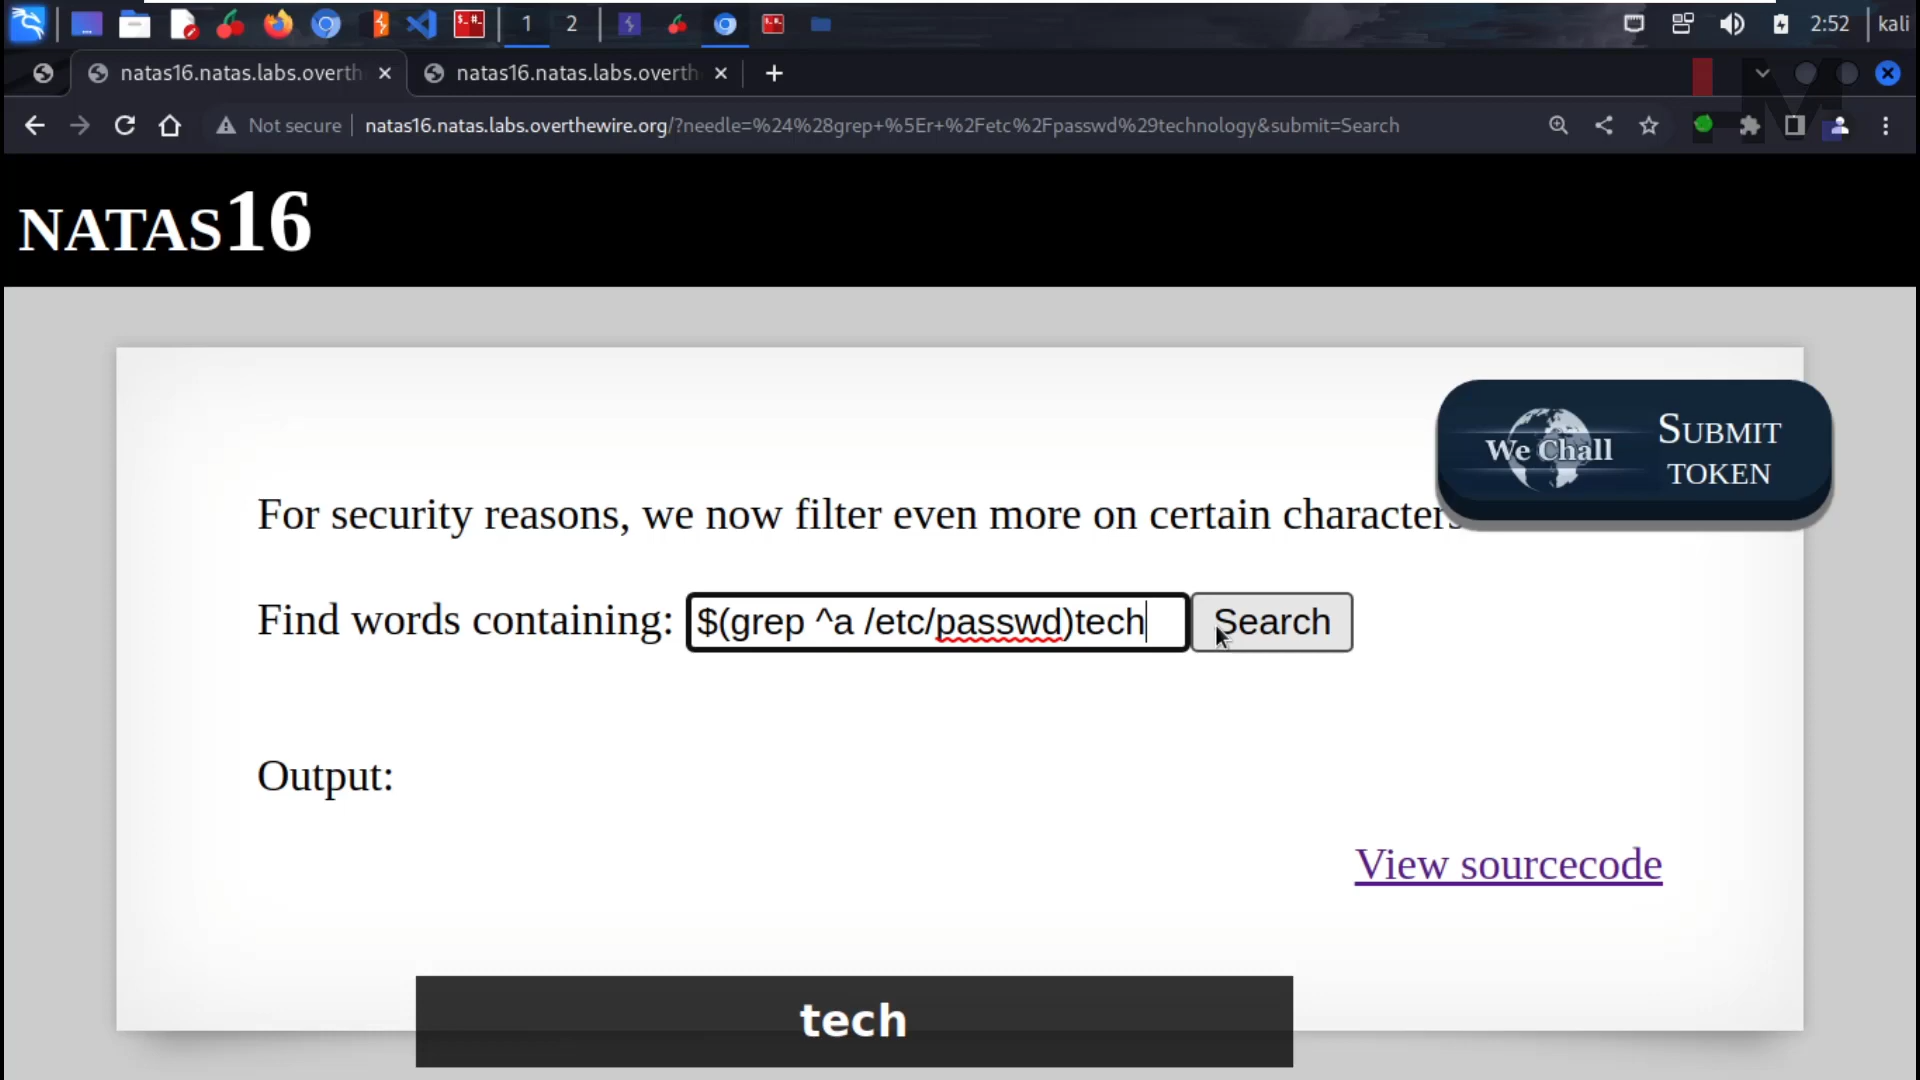 1 2 2:52 kali
natas16.natas.labs.overth natas16.natas.labs.overth
Not secure natas16.natas.labs.overthewire.org/?needle=%24%28grep+%5Er+%2Fetc%2Fpasswd%29technology&submit=Search
NATAS16
We Chall SUBMIT
TOKEN
For security reasons, we now filter even more on certain characters
Find words containing: $(grep ^a /etc/passwd)tech Search
Output:
View sourcecode
tech